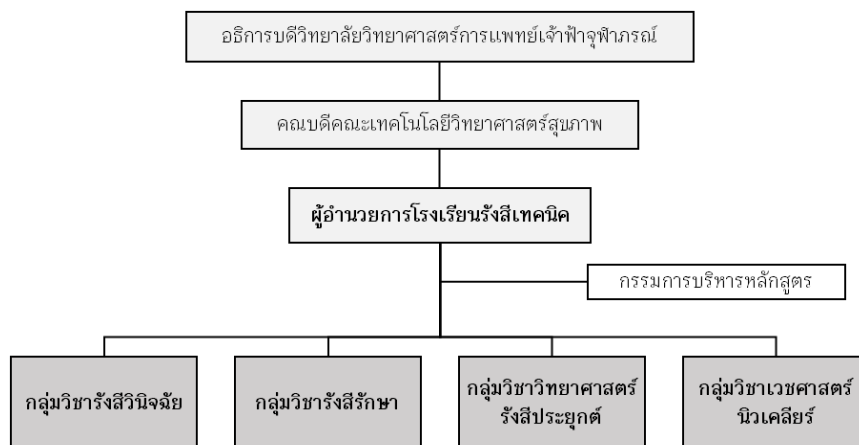 อธิการบดีวิทยาลัยวิทยาศาสตร์การแพทย์เจ้าฟ้าจุฬาภรณ์
คณบดีคณะเทคโนโลยีวิทยาศาสตร์สุขภาพ
ผู้อำนวยการโรงเรียนรังสีเทคนิค
กรรมการบริหารหลักสูตร
กลุ่มวิชารังสีวินิจฉัย
กลุ่มวิชารังสีรักษา
กลุ่มวิชาวิทยาศาสตร์
รังสีประยุกต์
กลุ่มวิชาเวชศาสตร์
นิวเคลียร์